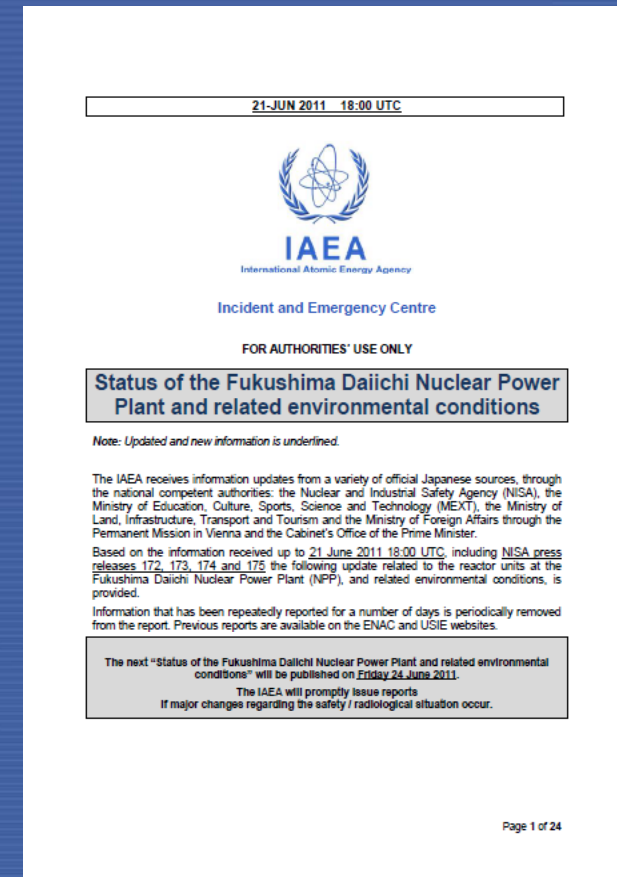 21-JUN 2011 18:00 UTC
IAEA
International Atomic Energy Agency
Incident and Emergency Centre
FOR AUTHORITIES' USE ONLY
Status of the Fukushima Daiichi Nuclear Power
Plant and related environmental conditions
Note: Updated and new information is underlined.
The IAEA receives information updates from a variety of official Japanese sources, through
the national competent authorities: the Nuclear and Industrial Safety Agency (NISA), the
Ministry of Education, Culture, Sports, Science and Technology (MEXT), the Ministry of
Land, Infrastructure, Transport and Tourism and the Ministry of Foreign Affairs through the
Permanent Mission in Vienna and the Cabinet's Office of the Prime Minister.
Based on the information received up to 21 June 2011 18:00 UTC, including NISA press
releases 172, 173, 174 and 175 the following update related to the reactor units at the
Fukushima Daiichi Nuclear Power Plant (NPP), and related environmental conditions, is
provided.
Information that has been repeatedly reported for a number of days is periodically removed
from the report. Previous reports are available on the ENAC and USIE websites.
The next "Status of the Fukushima Daiichi Nuclear Power Plant and related environmental
conditions" will be published on Friday 24 June 2011.
The IAEA will promptly issue reports
if major changes regarding the safety / radiological situation occur.
Page 1 of 24